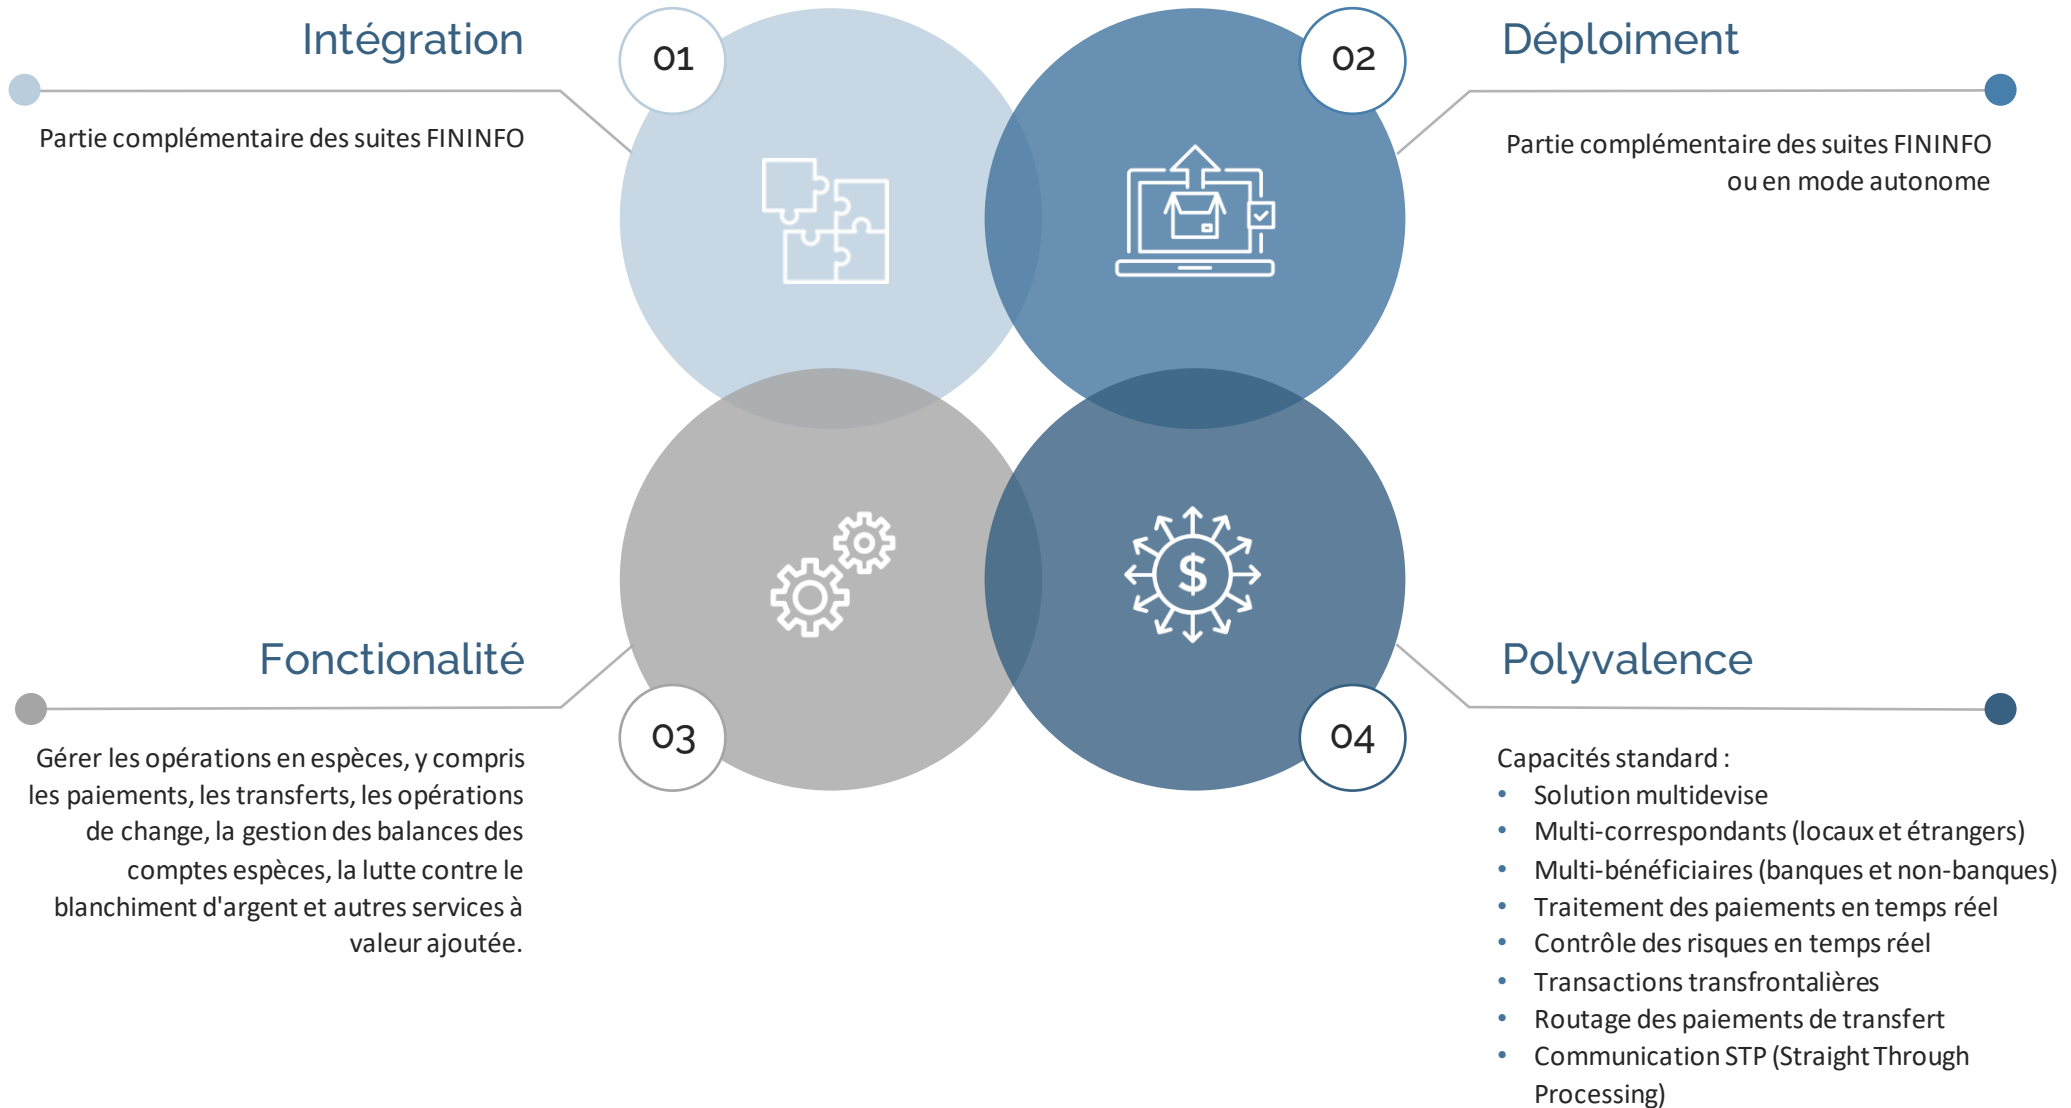 Intégration
01
Partie complémentaire des suites FININFO
02
Déploiment
Partie complémentaire des suites FININFO
ou en mode autonome
Fonctionalité
03
Gérer les opérations en espèces, y compris
les paiements, les transferts, les opérations
de change, la gestion des balances des
comptes espèces, la lutte contre le
blanchiment d'argent et autres services à
valeur ajoutée.
$
04
Polyvalence
Capacités standard :
• Solution multidevise
• Multi-correspondants (locaux et étrangers)
• Multi-bénéficiaires (banques et non-banques)
• Traitement des paiements en temps réel
• Contrôle des risques en temps réel
• Transactions transfrontalières
• Routage des paiements de transfert
• Communication STP (Straight Through
Processing)